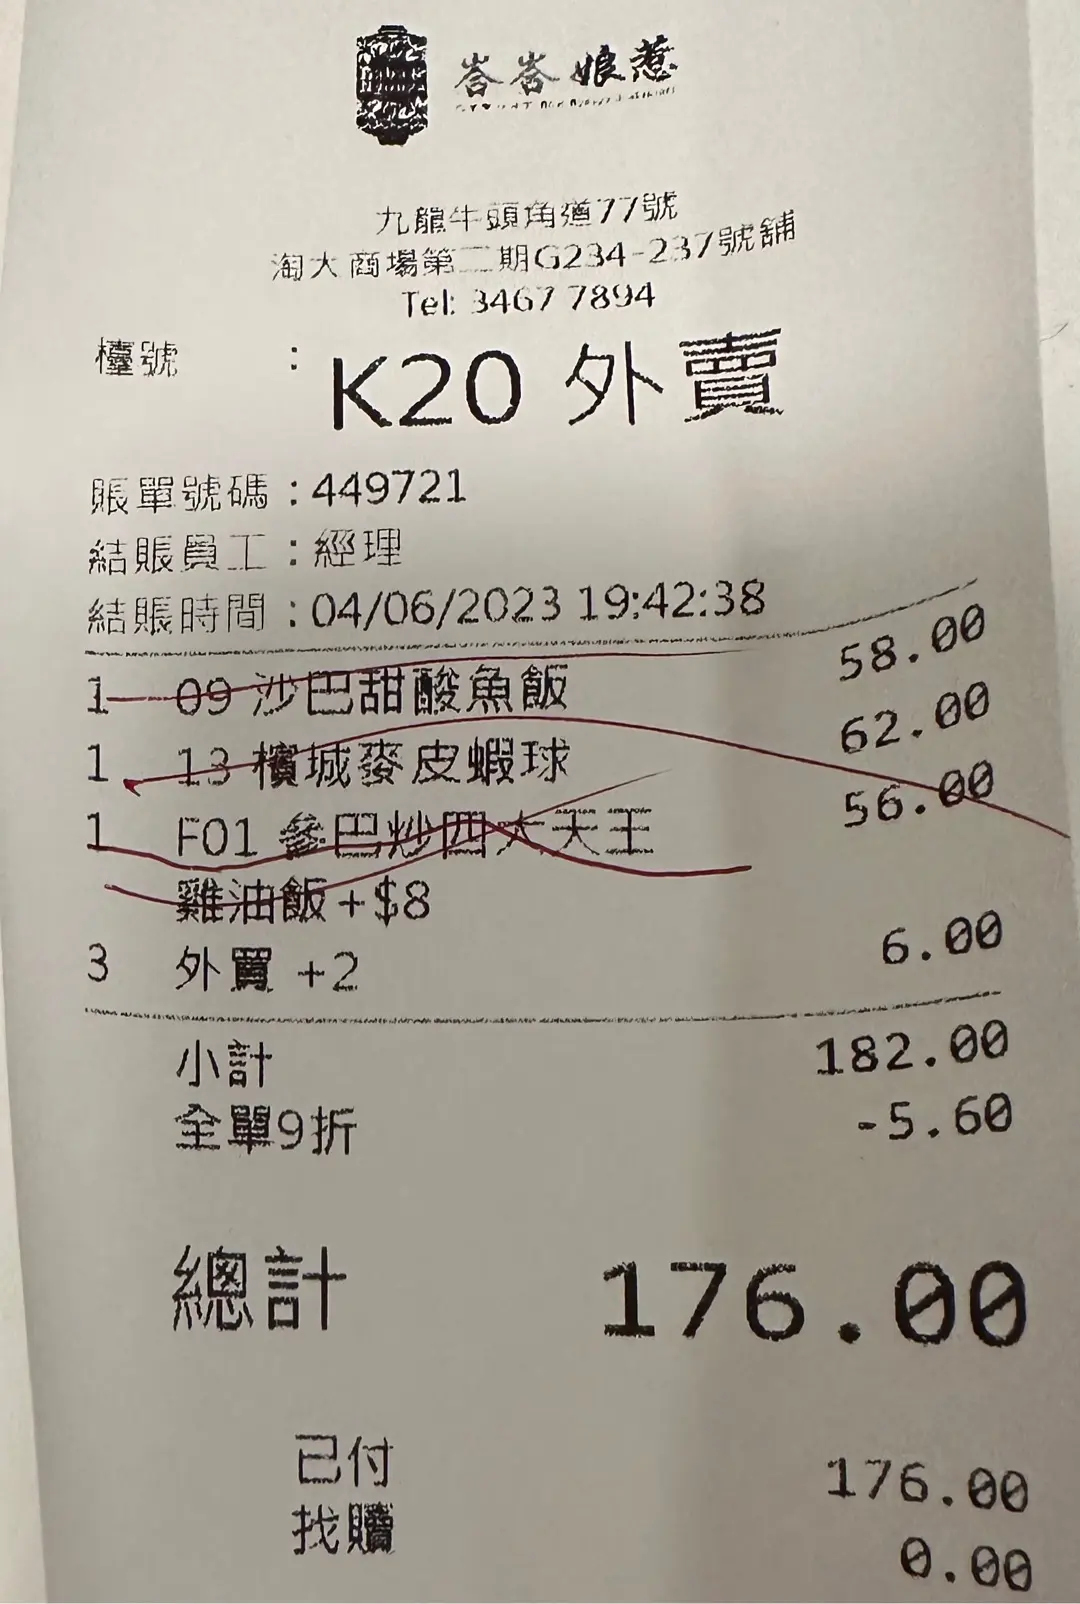 峇峇娘惹
九龍牛頭角道77號
淘大商場第二期G234-237號舖
Tel: 3467 7894
檯號 : K20 外賣
賬單號碼 : 449721
結賬員工 : 經理
結賬時間 : 04/06/2023 19:42:38
1 09 沙巴甜酸魚飯 58.00
1 13 檳城麥皮蝦球 62.00
1 F01 參巴炒四大天王 56.00
雞油飯 +$8
3 外買 +2 6.00
小計 182.00
全單9折 -5.60
總計 176.00
已付 176.00
找贖 0.00